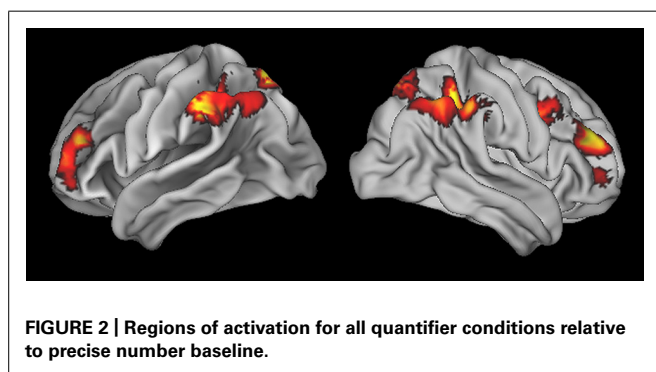 FIGURE 2 | Regions of activation for all quantifier conditions relative
to precise number baseline.